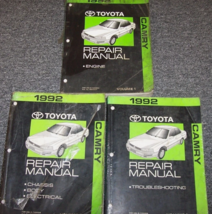 TOYOTA
CAMRY
REPAIR
MANUAL
• ENGINE
1992
TOYOTA
CAMRY
REPAIR
MANUAL
• CHASSIS
• BODY
• ELECTRICAL
1992
TOYOTA
CAMRY
REPAIR
MANUAL
• TROUBLESHOOTING